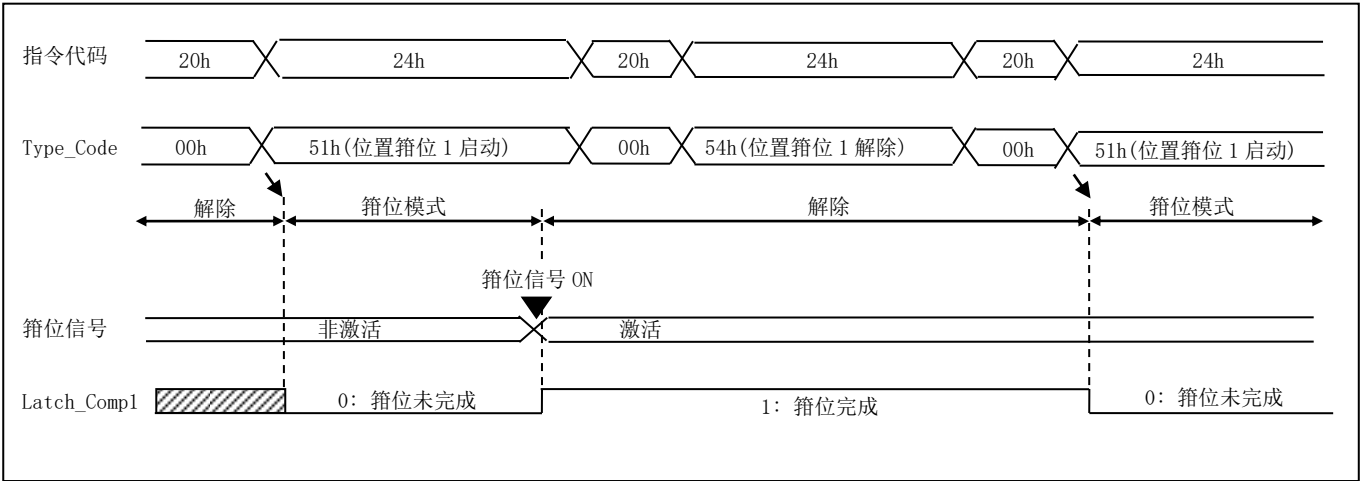 指令代码 20h 24h 20h 24h 20h 24h
Type_Code 00h 51h(位置箝位 1 启动) 00h 54h(位置箝位 1 解除) 00h 51h(位置箝位 1 启动)
解除 箝位模式 解除 箝位模式
箝位信号 ON
箝位信号 非激活 激活
Latch_Comp1 0: 箝位未完成 1: 箝位完成 0: 箝位未完成